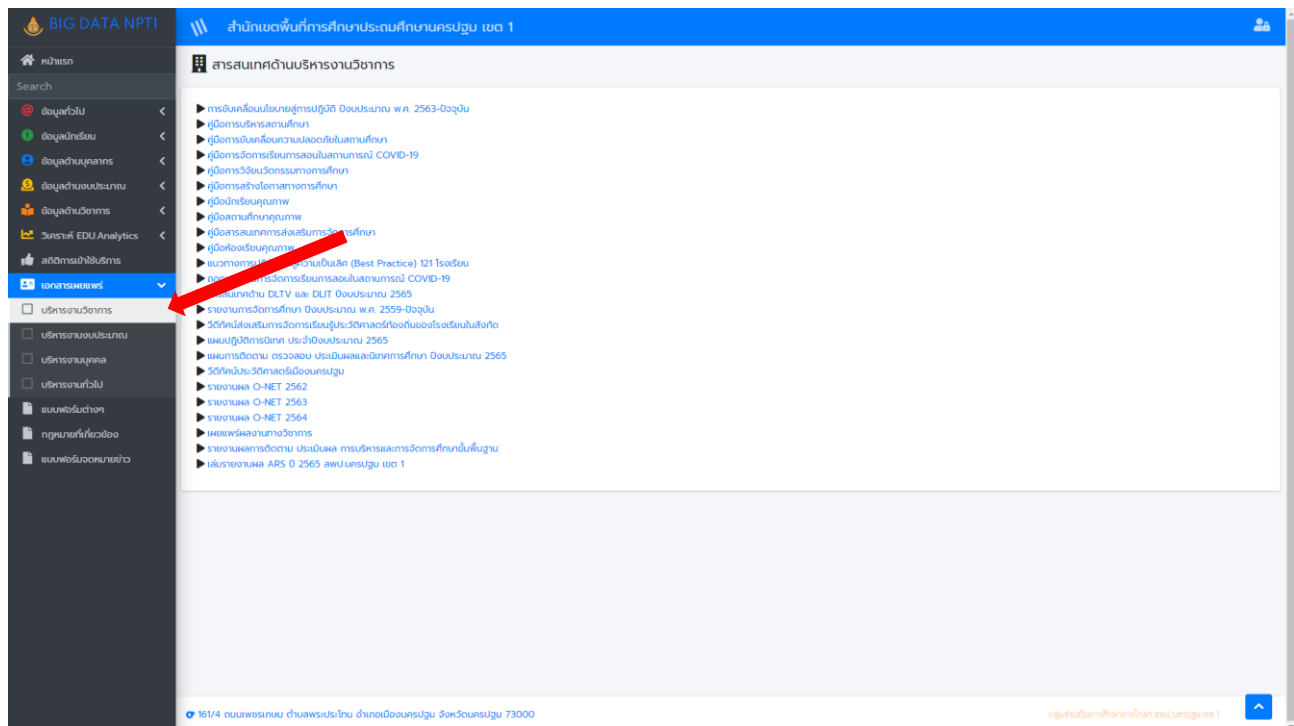 BIG DATA NPT1
สำนักเขตพื้นที่การศึกษาประถมศึกษานครปฐม เขต 1
หน้าแรก
Search
ข้อมูลทั่วไป
ข้อมูลนักเรียน
ข้อมูลด้านบุคลากร
ข้อมูลด้านงบประมาณ
ข้อมูลด้านวิชาการ
วิเคราะห์ EDU.Analytics
สถิติการเข้าใช้บริการ
เอกสารเผยแพร่
บริหารงานวิชาการ
บริหารงานงบประมาณ
บริหารงานบุคคล
บริหารงานทั่วไป
แบบฟอร์มต่างๆ
กฎหมายที่เกี่ยวข้อง
แบบฟอร์มจดหมายข่าว
สารสนเทศด้านบริหารงานวิชาการ
การขับเคลื่อนนโยบายสู่การปฏิบัติ ปีงบประมาณ พ.ศ. 2563-ปัจจุบัน
คู่มือการบริหารสถานศึกษา
คู่มือการขับเคลื่อนความปลอดภัยในสถานศึกษา
คู่มือการจัดการเรียนการสอนในสถานการณ์ COVID-19
คู่มือการวิจัยนวัตกรรมทางการศึกษา
คู่มือการสร้างโอกาสทางการศึกษา
คู่มือนักเรียนคุณภาพ
คู่มือสถานศึกษาคุณภาพ
คู่มือสารสนเทศการส่งเสริมการจัดการศึกษา
คู่มือห้องเรียนคุณภาพ
แนวทางการ ความเป็นเลิศ (Best Practice) 121 โรงเรียน
การจัดการเรียนการสอนในสถานการณ์ COVID-19
สนเทศด้าน DLTV และ DLIT ปีงบประมาณ 2565
รายงานการจัดการศึกษา ปีงบประมาณ พ.ศ. 2559-ปัจจุบัน
วีดีทัศน์ส่งเสริมการจัดการเรียนรู้ประวัติศาสตร์ท้องถิ่นของโรงเรียนในสังกัด
แผนปฏิบัติการนิเทศ ประจำปีงบประมาณ 2565
แผนการติดตาม ตรวจสอบ ประเมินผลและนิเทศการศึกษา ปีงบประมาณ 2565
วีดีทัศน์ประวัติศาสตร์เมืองนครปฐม
รายงานผล O-NET 2562
รายงานผล O-NET 2563
รายงานผล O-NET 2564
เผยแพร่ผลงานทางวิชาการ
รายงานผลการติดตาม ประเมินผล การบริหารและการจัดการศึกษาขั้นพื้นฐาน
เล่มรายงานผล ARS ปี 2565 สพป.นครปฐม เขต 1
161/4 ถนนเพชรเกษม ตำบลพระประโทน อำเภอเมืองนครปฐม จังหวัดนครปฐม 73000
กลุ่มส่งเสริมการศึกษาทางไกลฯ สพป.นครปฐม เขต 1